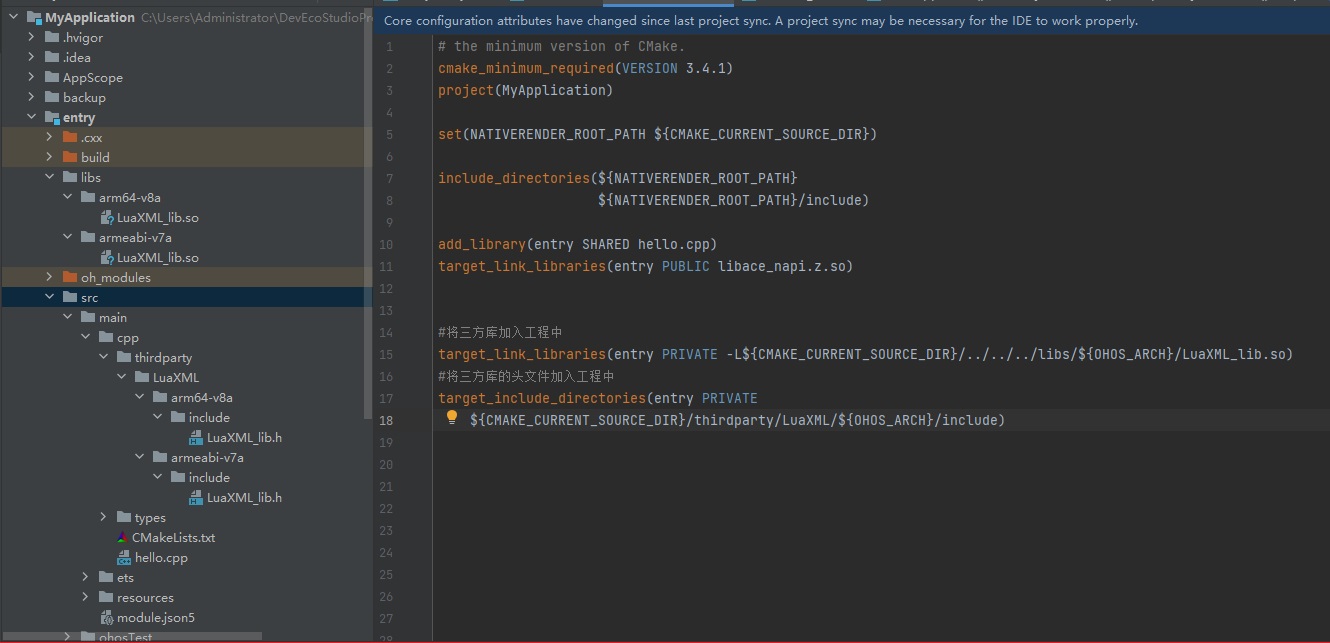 MyApplication C:\Users\Administrator\DevEcoStudioPr
.hvigor
.idea
AppScope
backup
entry
.cxx
build
libs
arm64-v8a
LuaXML_lib.so
armeabi-v7a
LuaXML_lib.so
oh_modules
src
main
cpp
thirdparty
LuaXML
arm64-v8a
include
LuaXML_lib.h
armeabi-v7a
include
LuaXML_lib.h
types
CMakeLists.txt
hello.cpp
ets
resources
module.json5
ohosTest
Core configuration attributes have changed since last project sync. A project sync may be necessary for the IDE to work properly.
1 # the minimum version of CMake.
2 cmake_minimum_required(VERSION 3.4.1)
3 project(MyApplication)
4
5 set(NATIVERENDER_ROOT_PATH ${CMAKE_CURRENT_SOURCE_DIR})
6
7 include_directories(${NATIVERENDER_ROOT_PATH}
8 ${NATIVERENDER_ROOT_PATH}/include)
9
10 add_library(entry SHARED hello.cpp)
11 target_link_libraries(entry PUBLIC libace_napi.z.so)
12
13
14 #将三方库加入工程中
15 target_link_libraries(entry PRIVATE -L${CMAKE_CURRENT_SOURCE_DIR}/../../../libs/${OHOS_ARCH}/LuaXML_lib.so)
16 #将三方库的头文件加入工程中
17 target_include_directories(entry PRIVATE
18 ${CMAKE_CURRENT_SOURCE_DIR}/thirdparty/LuaXML/${OHOS_ARCH}/include)
19
20
21
22
23
24
25
26
27
28